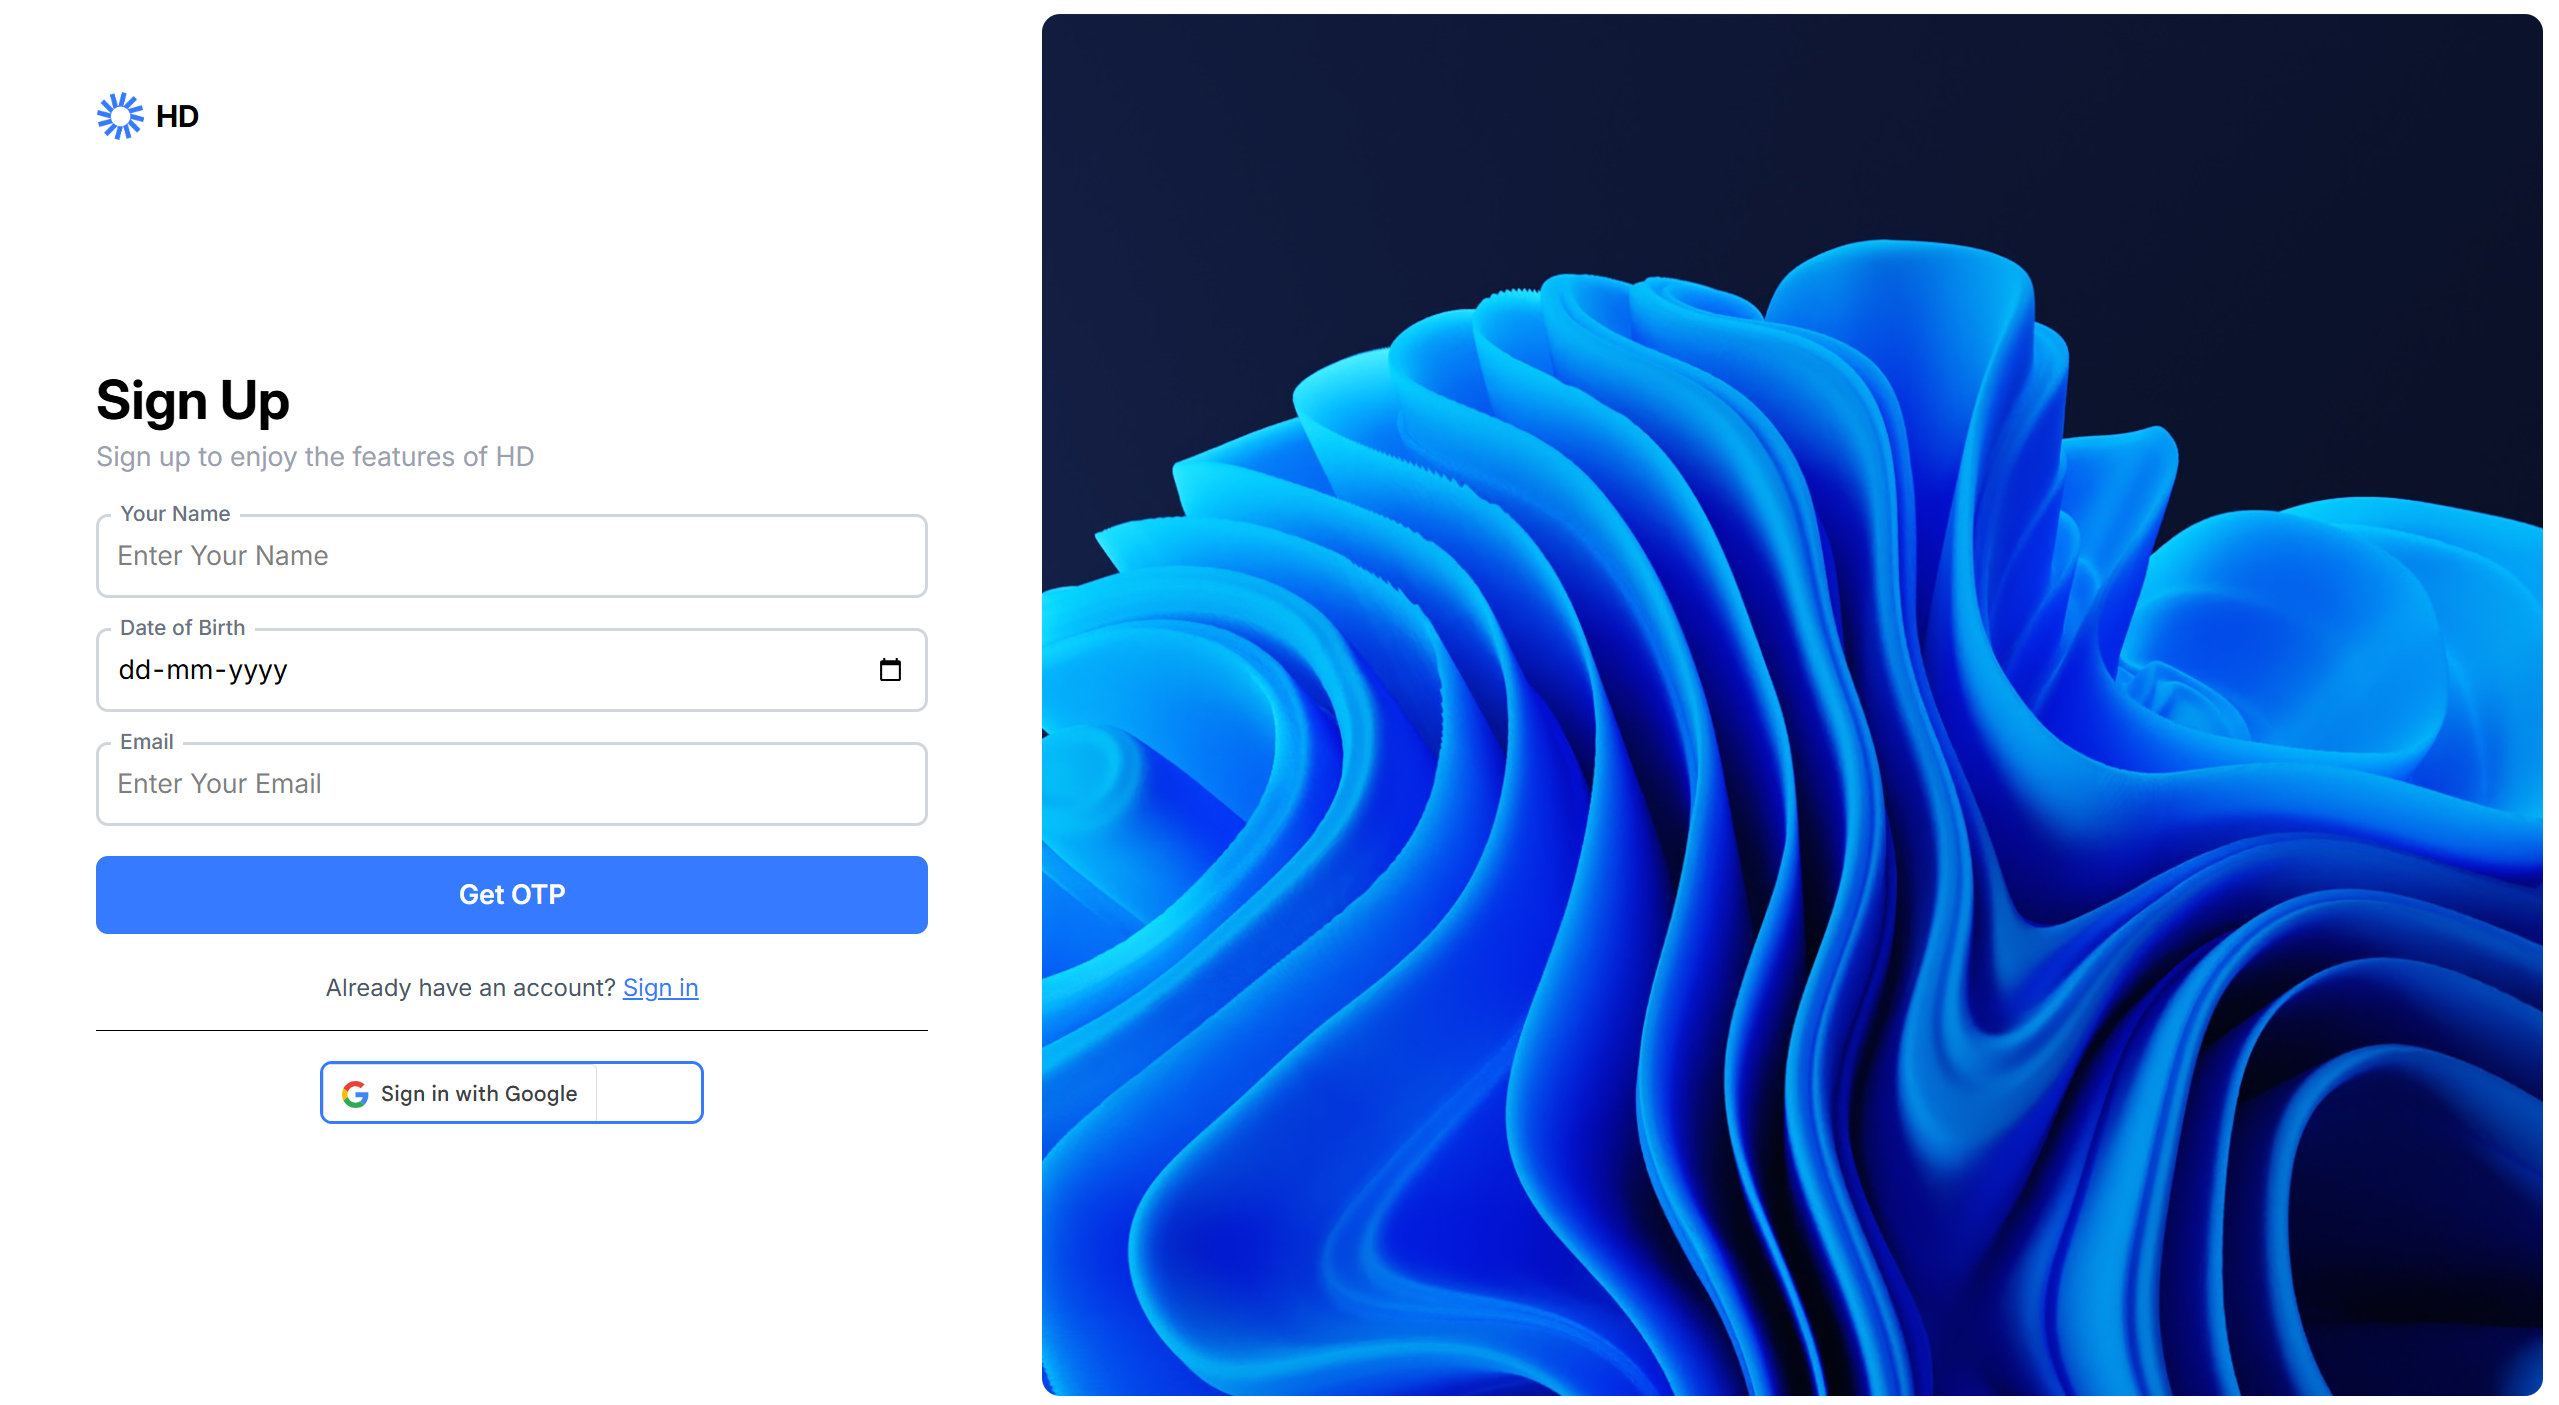 HD
Sign Up
Sign up to enjoy the features of HD
Your Name
Enter Your Name
Date of Birth
dd-mm-yyyy
Email
Enter Your Email
Get OTP
Already have an account? Sign in
Sign in with Google